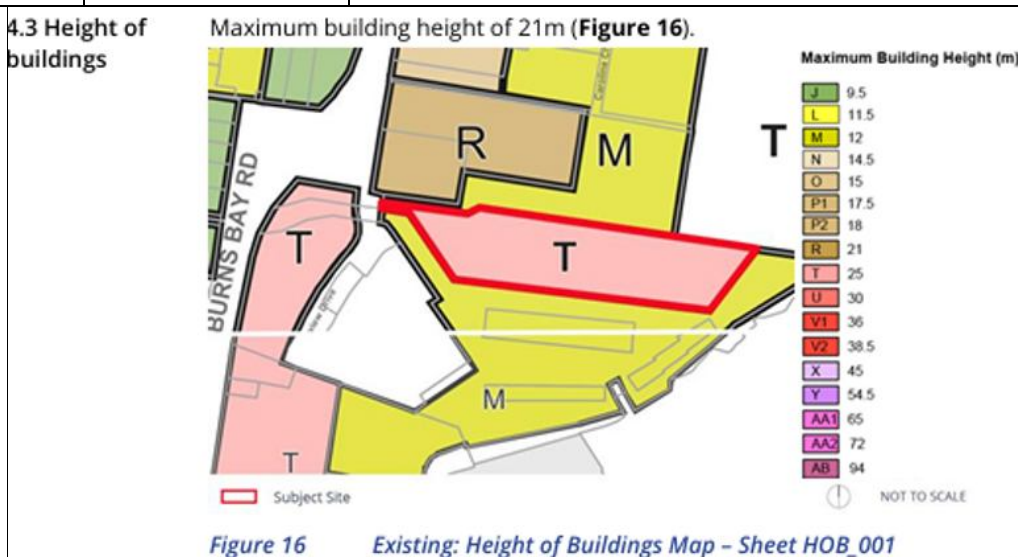 4.3 Height of
buildings
Maximum building height of 21m (Figure 16).
Maximum Building Height (m)
J 9.5
L 11.5
M 12
N 14.5
O 15
P1 17.5
P2 18
R 21
T 25
U 30
V1 36
V2 38.5
X 45
Y 54.5
AA1 65
AA2 72
AB 94
R
M
T
T
T
BURNS BAY RD
M
T
Subject Site
NOT TO SCALE
Figure 16 Existing: Height of Buildings Map – Sheet HOB_001